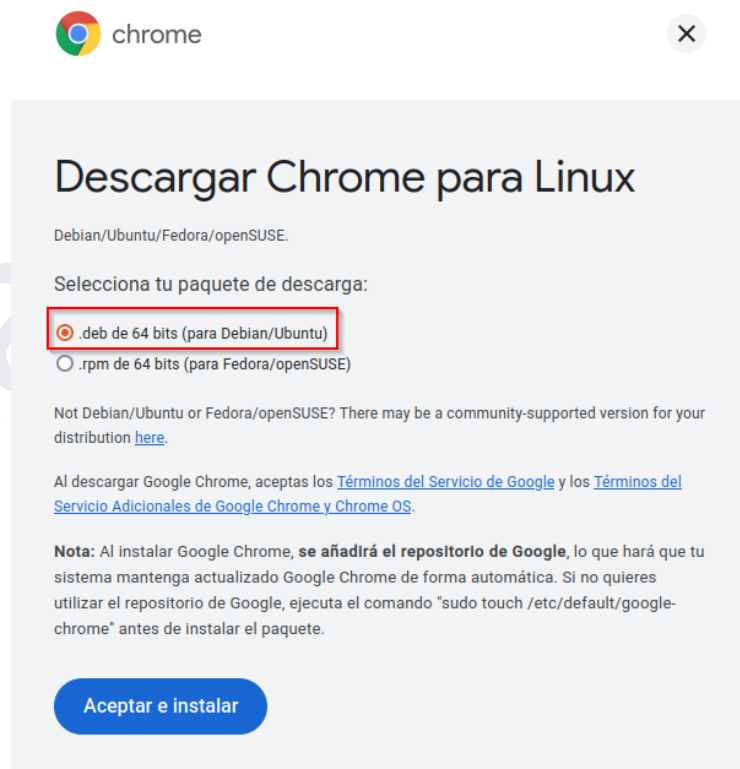 chrome
Descargar Chrome para Linux
Debian/Ubuntu/Fedora/openSUSE.
Selecciona tu paquete de descarga:
.deb de 64 bits (para Debian/Ubuntu)
.rpm de 64 bits (para Fedora/openSUSE)
Not Debian/Ubuntu or Fedora/openSUSE? There may be a community-supported version for your
distribution here.
Al descargar Google Chrome, aceptas los Términos del Servicio de Google y los Términos del
Servicio Adicionales de Google Chrome y Chrome OS.
Nota: Al instalar Google Chrome, se añadirá el repositorio de Google, lo que hará que tu
sistema mantenga actualizado Google Chrome de forma automática. Si no quieres
utilizar el repositorio de Google, ejecuta el comando "sudo touch /etc/default/google-
chrome" antes de instalar el paquete.
Aceptar e instalar